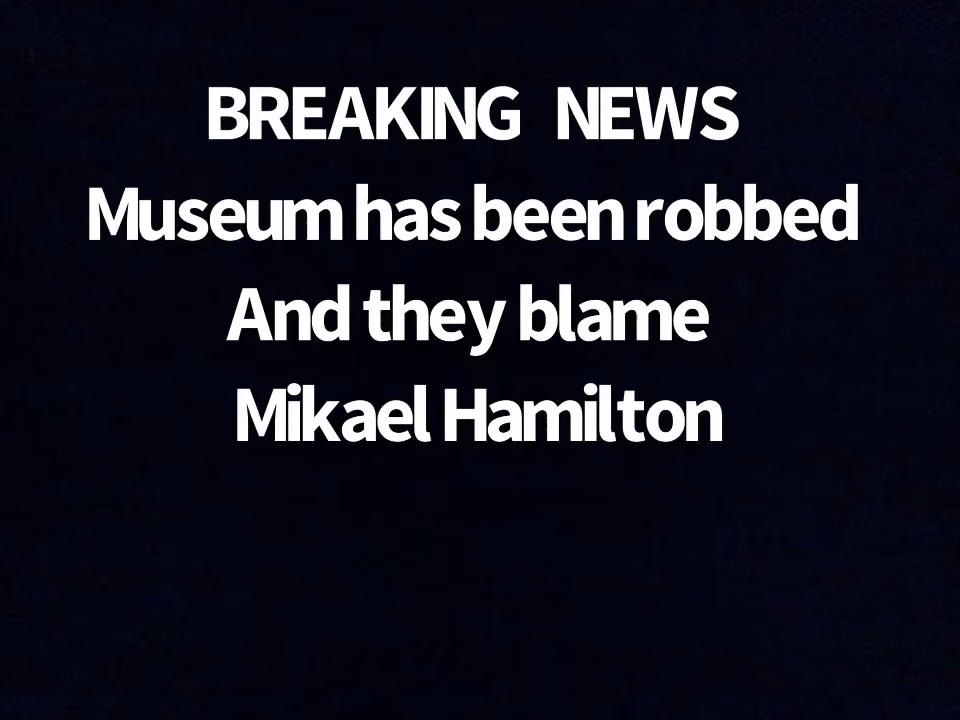 BREAKING NEWS
Museum has been robbed
And they blame
Mikael Hamilton